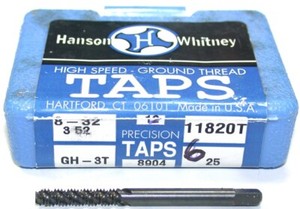 Hanson Whitney
HIGH SPEED - GROUND THREAD
TAPS
HARTFORD, CT 06101 Made in U.S.A.
8-32 12 11820T
3 52 PRECISION
TAPS 6
GH-3T 8904 25